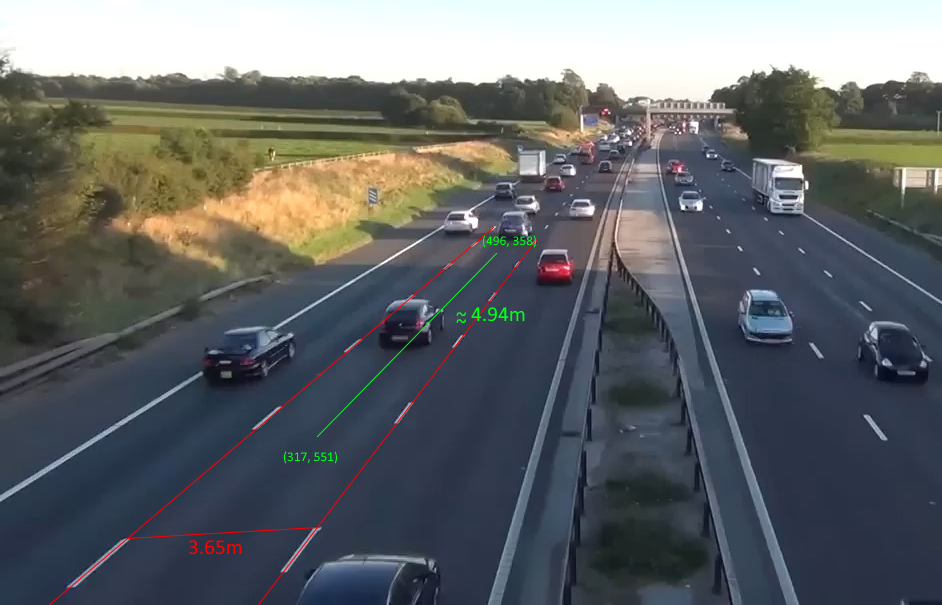 (496, 358)
≈ 4.94m
(317, 551)
3.65m